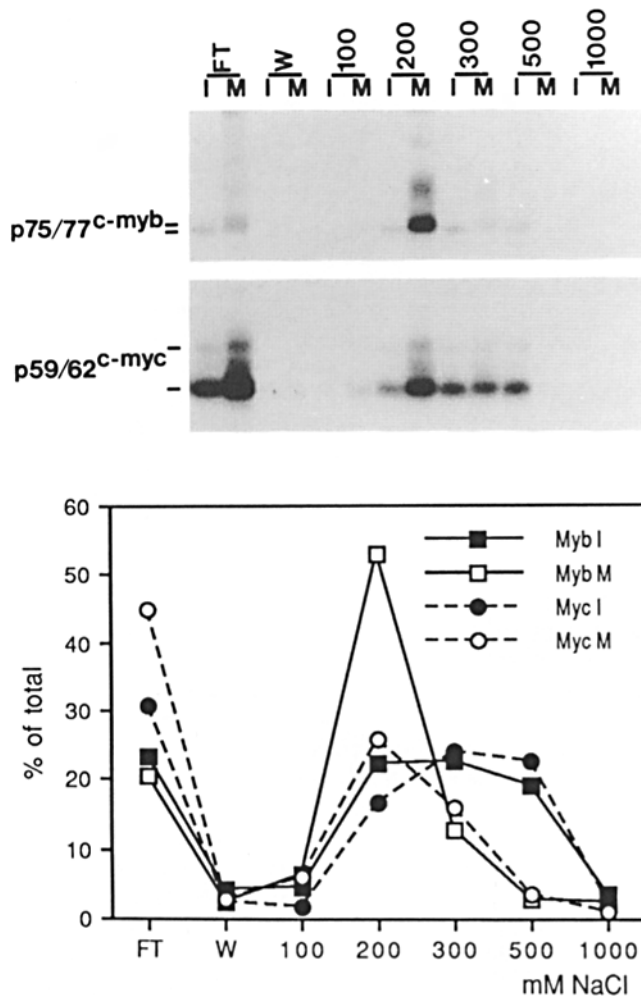 FT W 100 200 300 500 1000
I M I M I M I M I M I M I M
p75/77c-myb =
p59/62c-myc
60
50
40
30
20
10
0
% of total
Myb I
Myb M
Myc I
Myc M
FT W 100 200 300 500 1000
mM NaCl